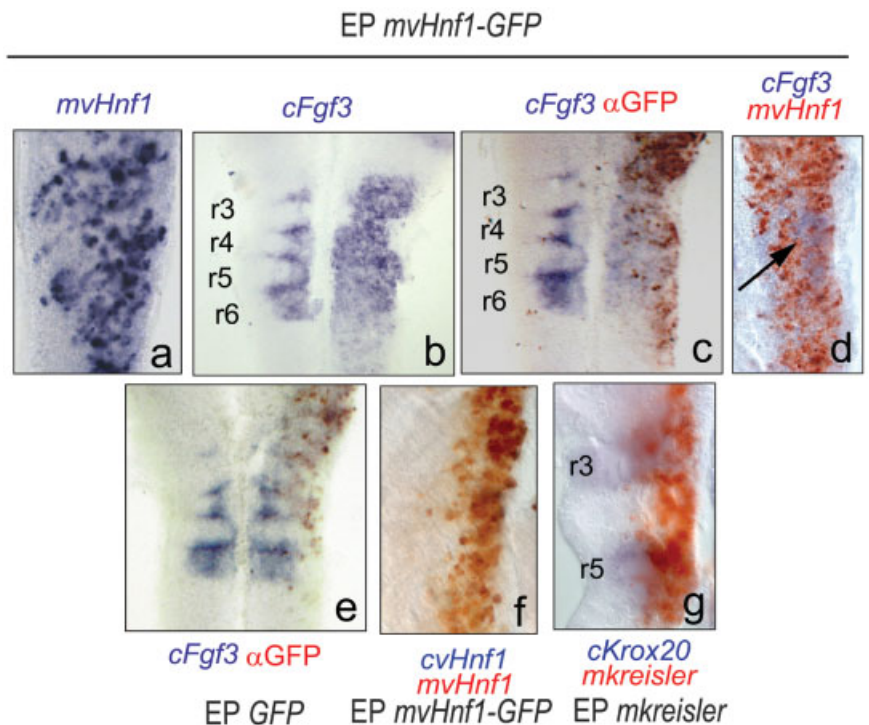 EP mvHnf1-GFP
mvHnf1
cFgf3
cFgf3 αGFP
cFgf3
mvHnf1
r3
r4
r5
r6
a
b
r3
r4
r5
r6
c
d
e
f
r3
r5
g
cFgf3 αGFP
EP GFP
cvHnf1
mvHnf1
EP mvHnf1-GFP
cKrox20
mkreisler
EP mkreisler